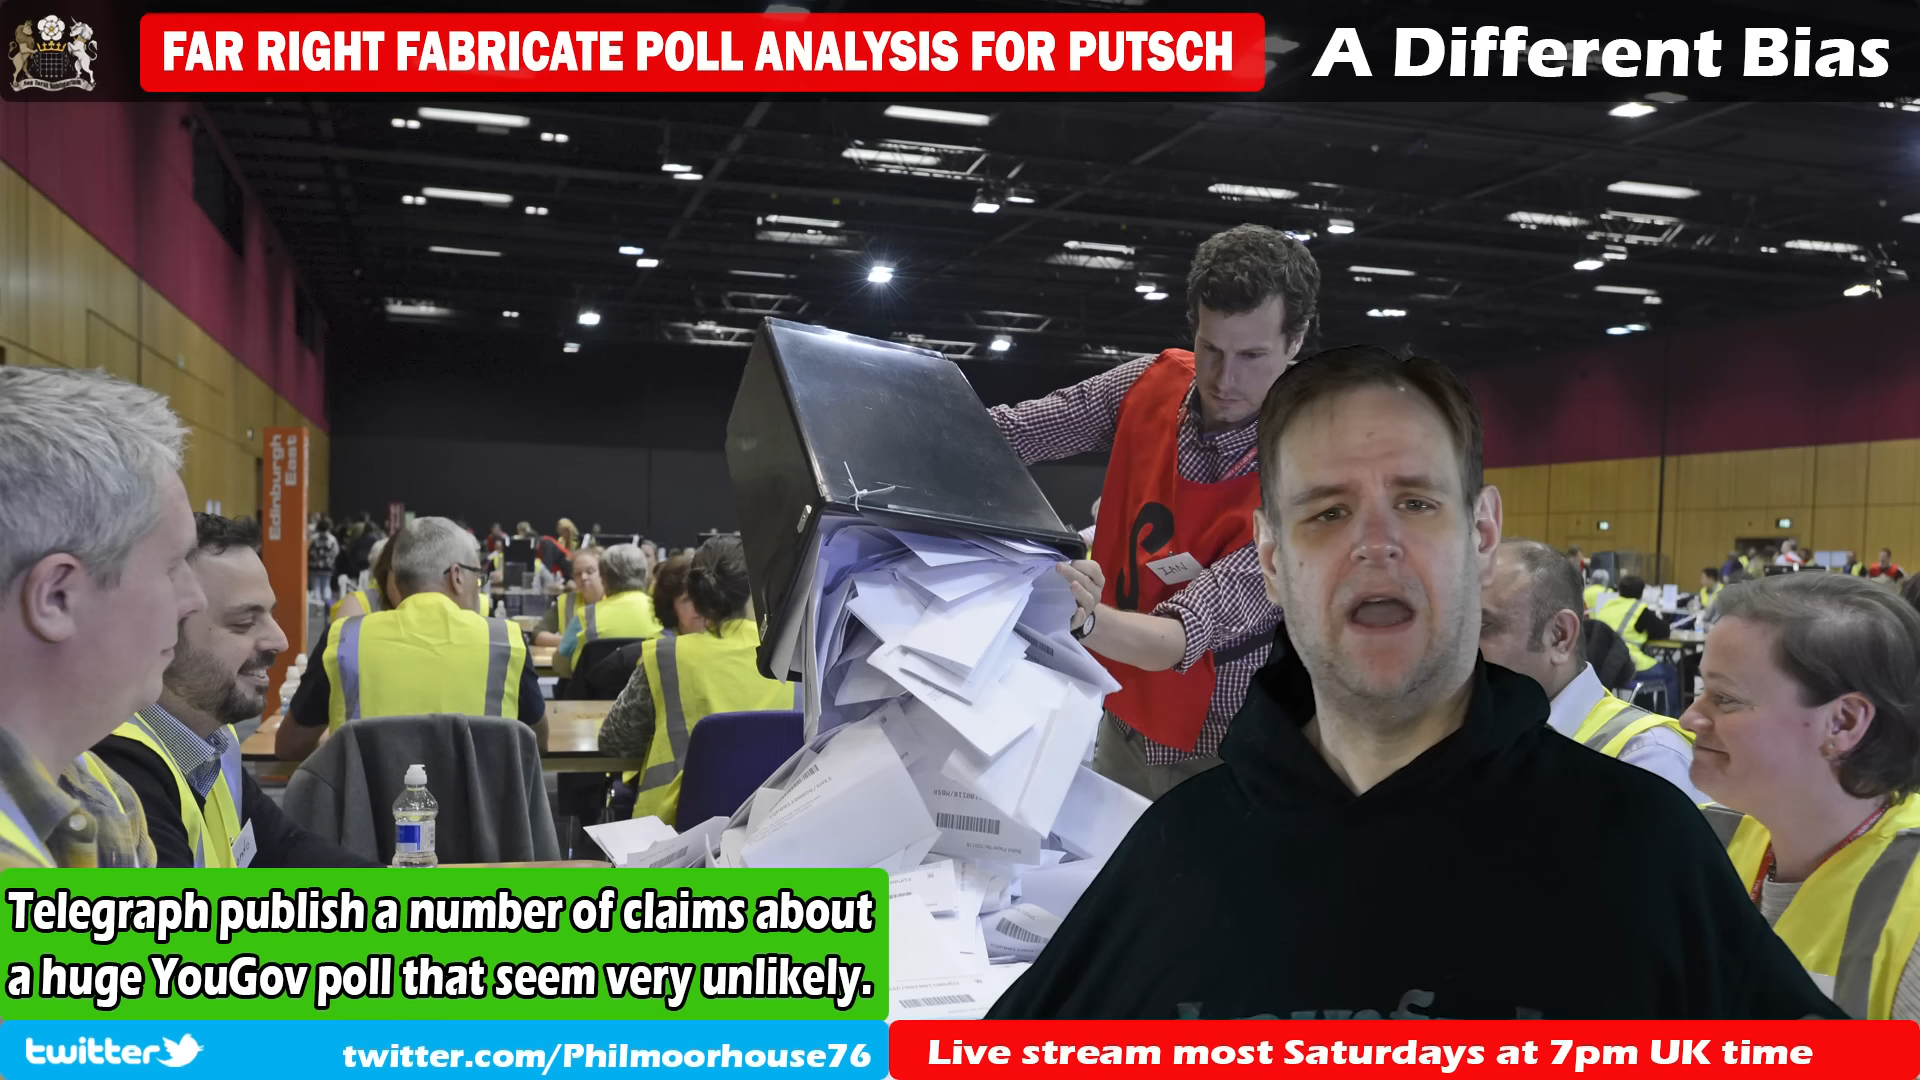 FAR RIGHT FABRICATE POLL ANALYSIS FOR PUTSCH
A Different Bias
Edinburgh
East
IAN
Telegraph publish a number of claims about
a huge YouGov poll that seem very unlikely.
twitter
twitter.com/Philmoorhouse76
Live stream most Saturdays at 7pm UK time